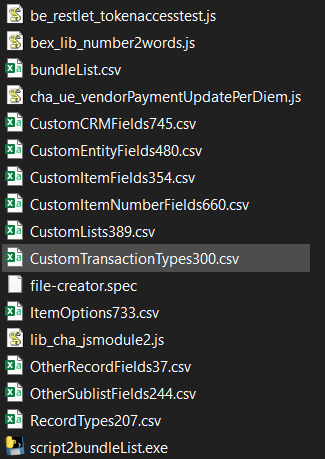 be_restlet_tokenaccesstest.js
bex_lib_number2words.js
bundleList.csv
cha_ue_vendorPaymentUpdatePerDiem.js
CustomCRMFields745.csv
CustomEntityFields480.csv
CustomItemFields354.csv
CustomItemNumberFields660.csv
CustomLists389.csv
CustomTransactionTypes300.csv
file-creator.spec
ItemOptions733.csv
lib_cha_jsmodule2.js
OtherRecordFields37.csv
OtherSublistFields244.csv
RecordTypes207.csv
script2bundleList.exe